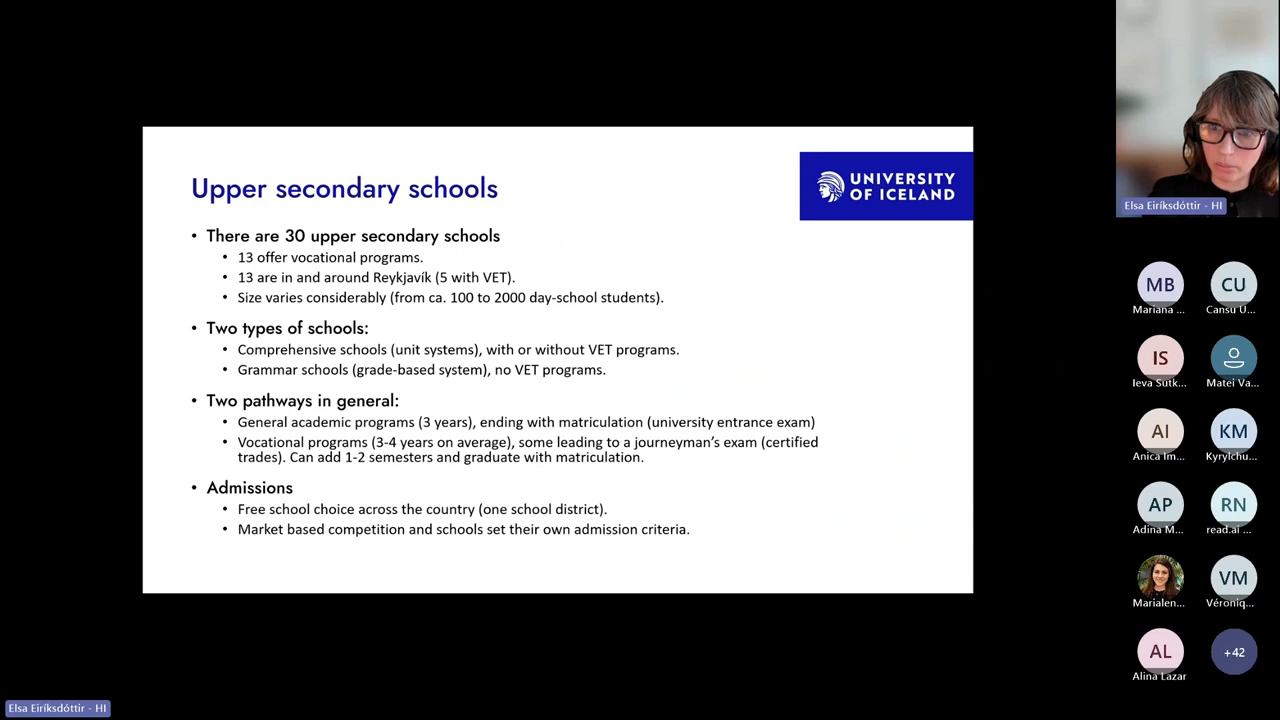 Upper secondary schools
UNIVERSITY
OF ICELAND
• There are 30 upper secondary schools
• 13 offer vocational programs.
• 13 are in and around Reykjavík (5 with VET).
• Size varies considerably (from ca. 100 to 2000 day-school students).
• Two types of schools:
• Comprehensive schools (unit systems), with or without VET programs.
• Grammar schools (grade-based system), no VET programs.
• Two pathways in general:
• General academic programs (3 years), ending with matriculation (university entrance exam)
• Vocational programs (3-4 years on average), some leading to a journeyman's exam (certified
trades). Can add 1-2 semesters and graduate with matriculation.
• Admissions
• Free school choice across the country (one school district).
• Market based competition and schools set their own admission criteria.
Elsa Eiríksdóttir - HI
MB
CU
Mariana ...
Cansu U...
IS
Ieva Sutk...
Matei Va...
AI
KM
Anica Im...
Kyrylchu...
AP
RN
Adina M...
read.ai ...
VM
Marialen...
Véroniq...
AL
+42
Alina Lazar
Elsa Eiríksdóttir - HI